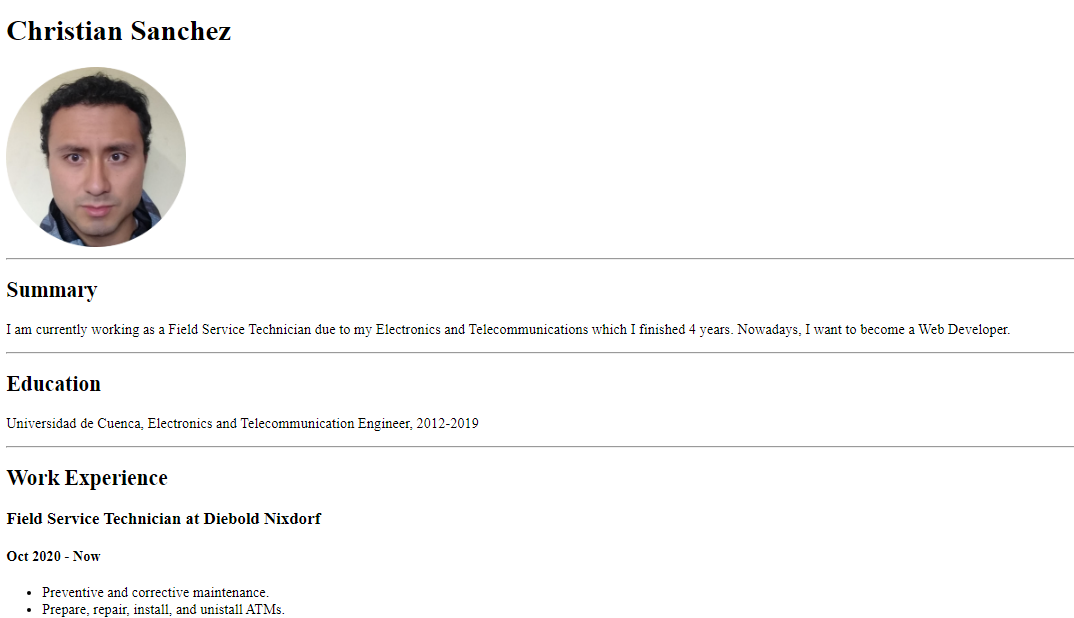 Christian Sanchez
Summary
I am currently working as a Field Service Technician due to my Electronics and Telecommunications which I finished 4 years. Nowadays, I want to become a Web Developer.
Education
Universidad de Cuenca, Electronics and Telecommunication Engineer, 2012-2019
Work Experience
Field Service Technician at Diebold Nixdorf
Oct 2020 - Now
• Preventive and corrective maintenance.
• Prepare, repair, install, and unistall ATMs.